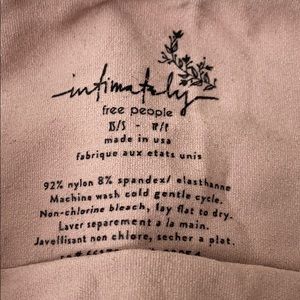 intimately
free people
made in usa
fabrique aux etats unis
92% nylon 8% spandex/ elasthanne
Machine wash cold gentle cycle.
Non-chlorine bleach, lay flat to dry.
Laver separement a la main.
Javellisant non chlore, secher a plat.